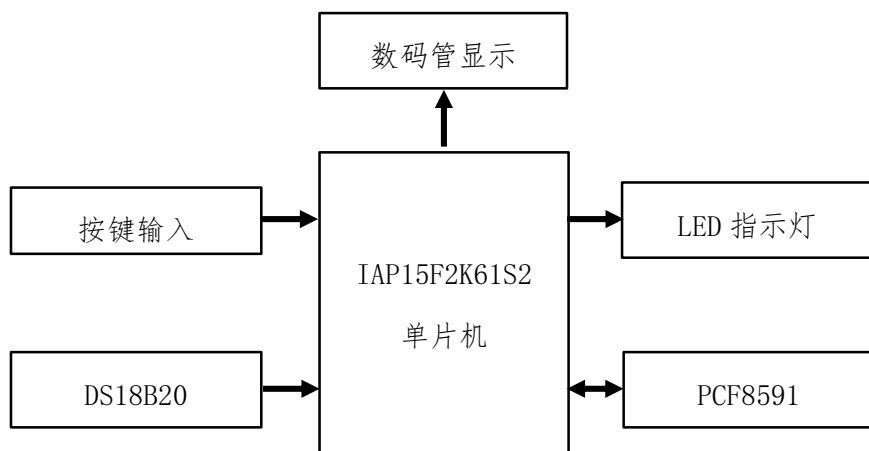 数码管显示
按键输入
LED 指示灯
IAP15F2K61S2
单片机
DS18B20
PCF8591